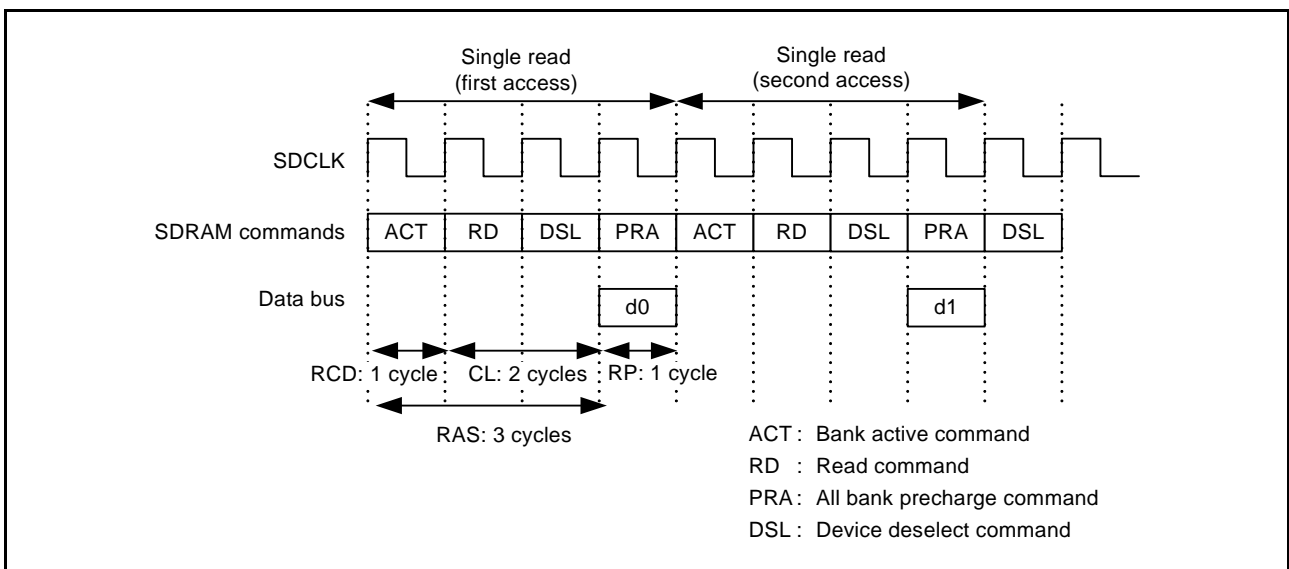 Single read
(first access)
Single read
(second access)
SDCLK
SDRAM commands ACT RD DSL PRA ACT RD DSL PRA DSL
Data bus d0 d1
RCD: 1 cycle CL: 2 cycles RP: 1 cycle
RAS: 3 cycles
ACT : Bank active command
RD : Read command
PRA : All bank precharge command
DSL : Device deselect command